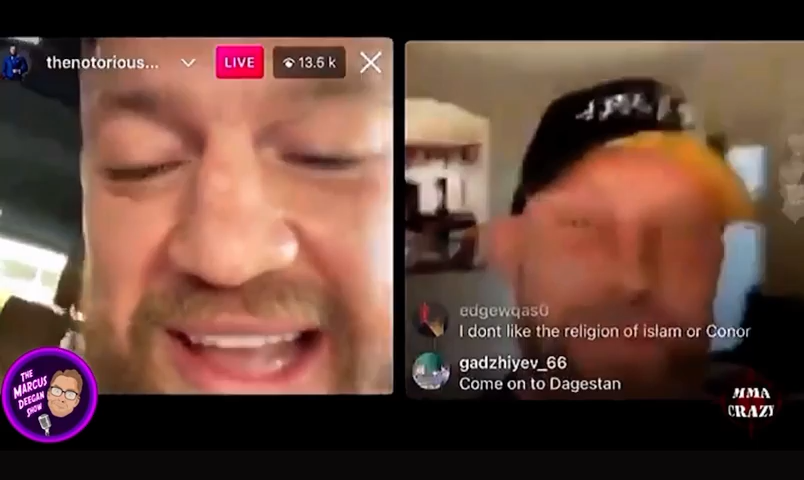 thenotorious...
LIVE
13.6 k
edgewqas0
I dont like the religion of islam or Conor
gadzhiyev_66
Come on to Dagestan
THE
MARCUS
DEEGAN
SHOW
MMA
CRAZY